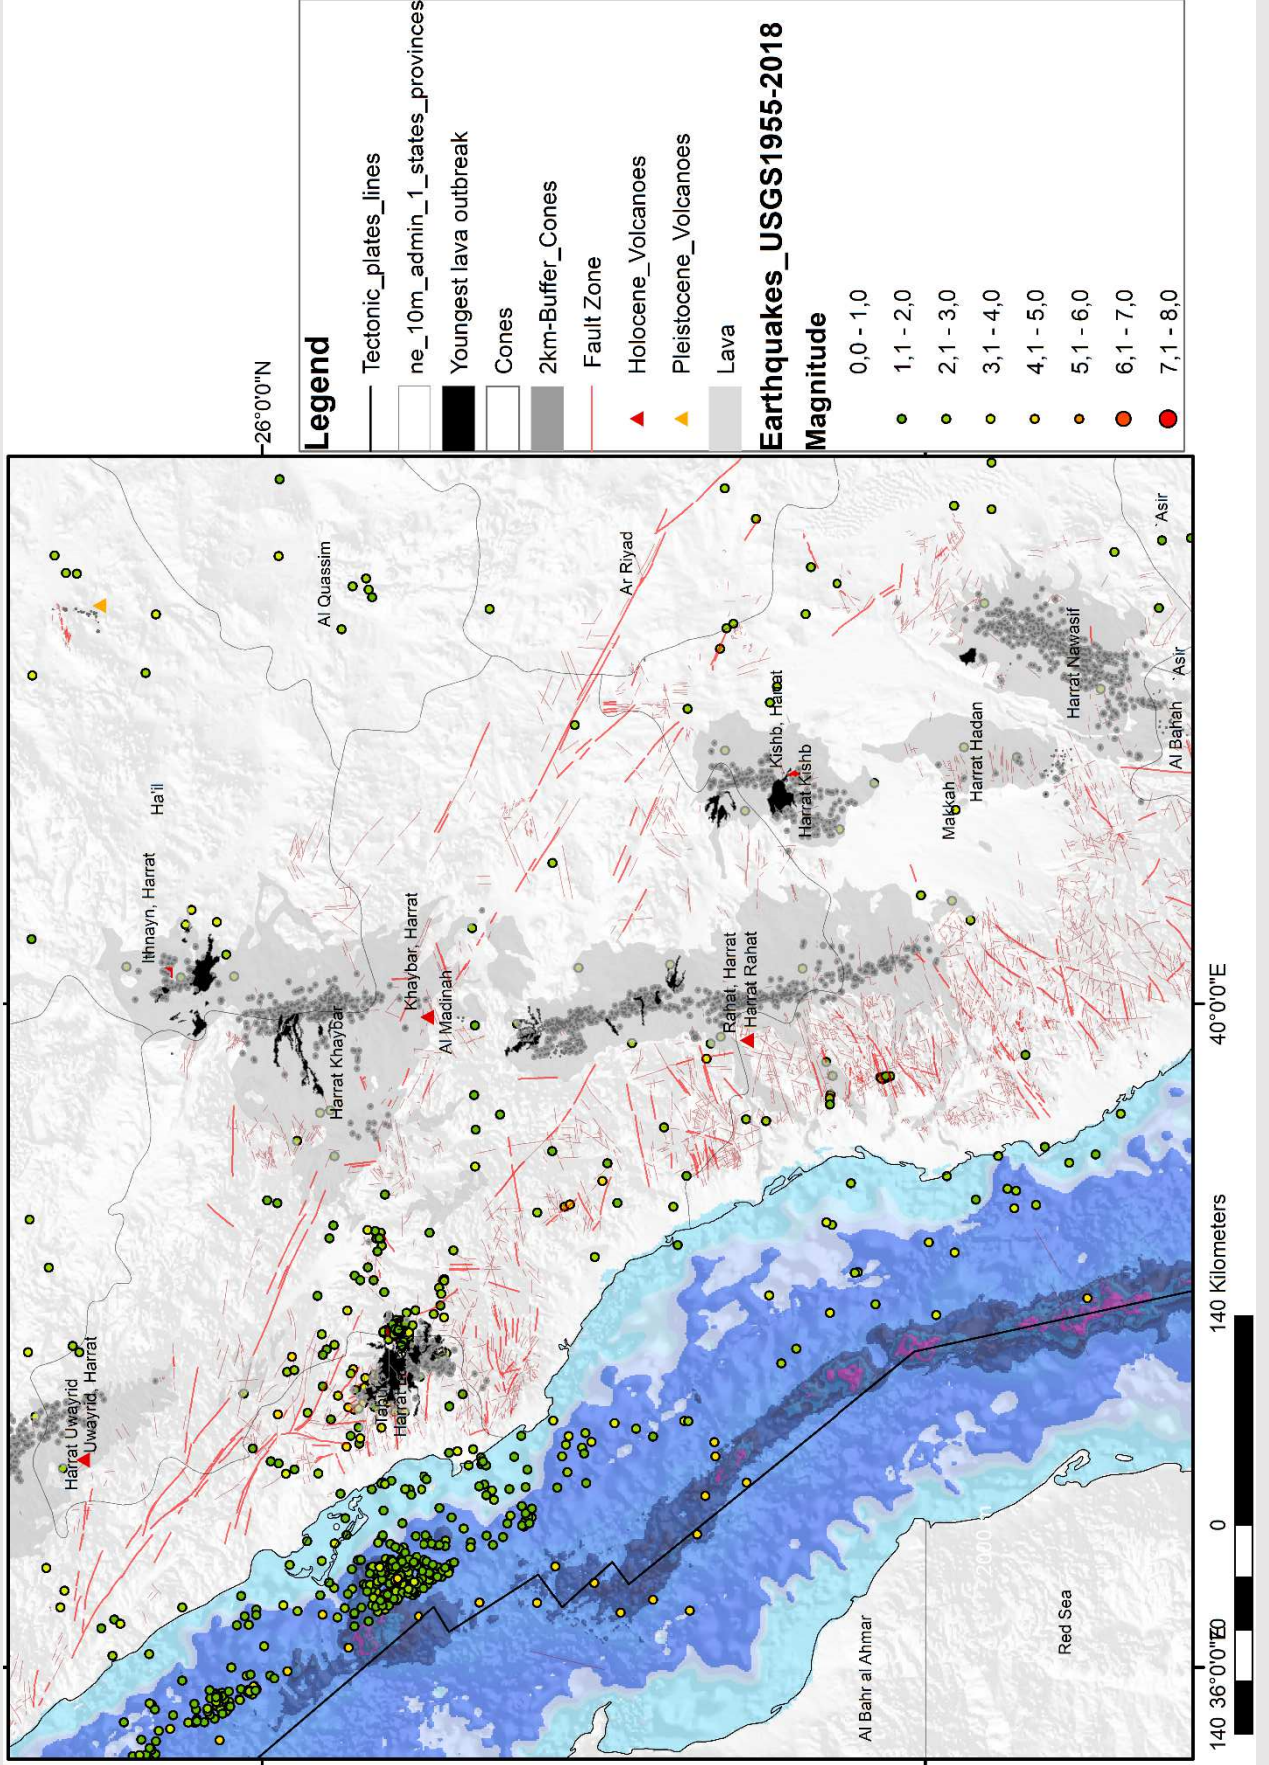 Legend
Tectonic_plates_lines
ne_10m_admin_1_states_provinces
Youngest lava outbreak
Cones
2km-Buffer_Cones
Fault Zone
Holocene_Volcanoes
Pleistocene_Volcanoes
Lava
Earthquakes_USGS1955-2018
Magnitude
0,0 - 1,0
1,1 - 2,0
2,1 - 3,0
3,1 - 4,0
4,1 - 5,0
5,1 - 6,0
6,1 - 7,0
7,1 - 8,0
26°0'0"N
Harrat Uwayrid
Uwayrid, Harrat
Ithnayn, Harrat
Ha'il
Al Quassim
Harrat Khaybar
Khaybar, Harrat
Al Madinah
Ar Riyad
Rahat, Harrat
Harrat Rahat
Kishb, Harrat
Harrat Kishb
Makkah
Harrat Hadan
Harrat Nawasif
Al Bahah
Asir
`Asir
Harrat
Al Bahr al Ahmar
Red Sea
36°0'0"E
40°0'0"E
140
0
140 Kilometers